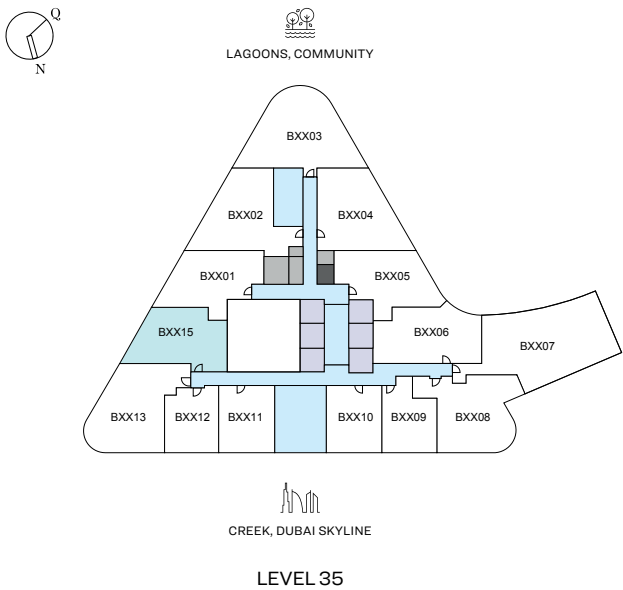 Q
N
LAGOONS, COMMUNITY
BXX03
BXX02
BXX04
BXX01
BXX05
BXX15
BXX06
BXX07
BXX13
BXX12
BXX11
BXX10
BXX09
BXX08
CREEK, DUBAI SKYLINE
LEVEL 35